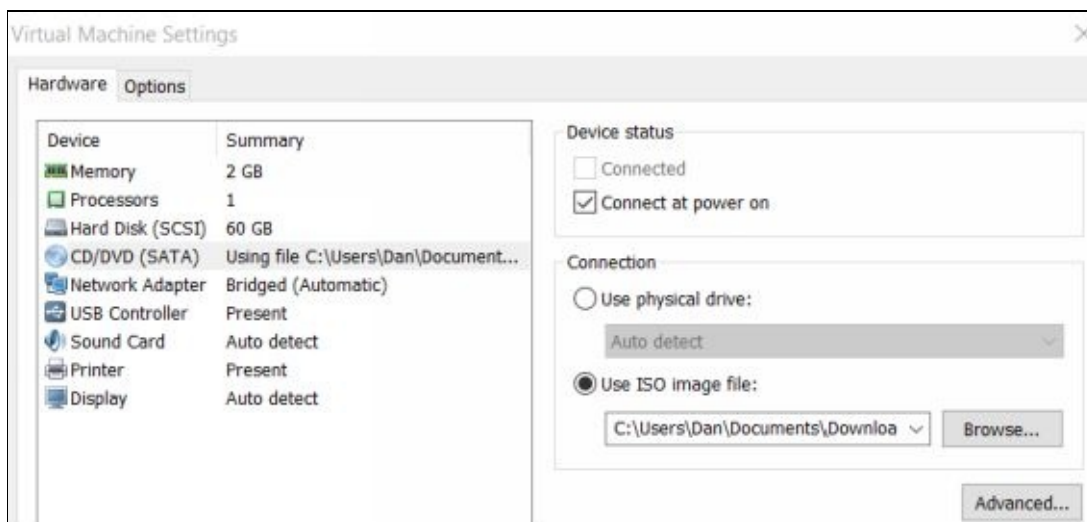 Virtual Machine Settings
Hardware Options
Device Summary
Memory 2 GB
Processors 1
Hard Disk (SCSI) 60 GB
CD/DVD (SATA) Using file C:\Users\Dan\Document...
Network Adapter Bridged (Automatic)
USB Controller Present
Sound Card Auto detect
Printer Present
Display Auto detect
Device status
Connected
Connect at power on
Connection
Use physical drive:
Auto detect
Use ISO image file:
C:\Users\Dan\Documents\Downloa Browse...
Advanced...